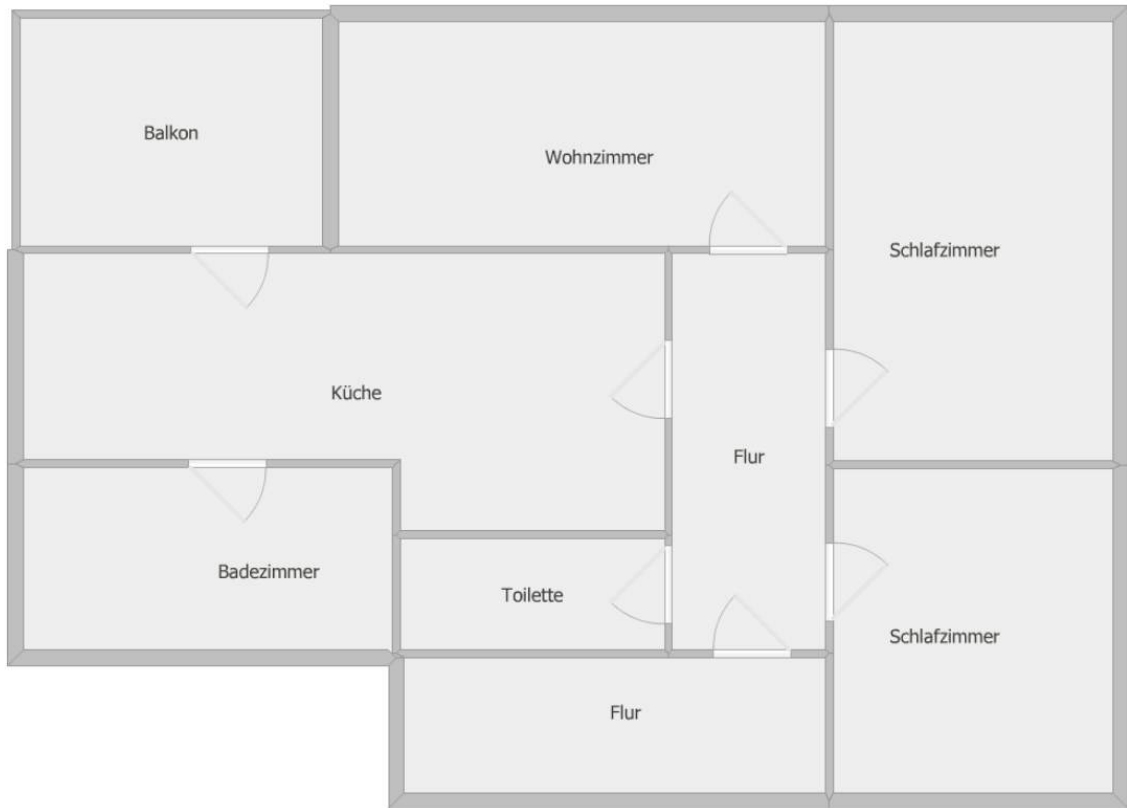 Balkon
Wohnzimmer
Schlafzimmer
Küche
Flur
Badezimmer
Toilette
Schlafzimmer
Flur